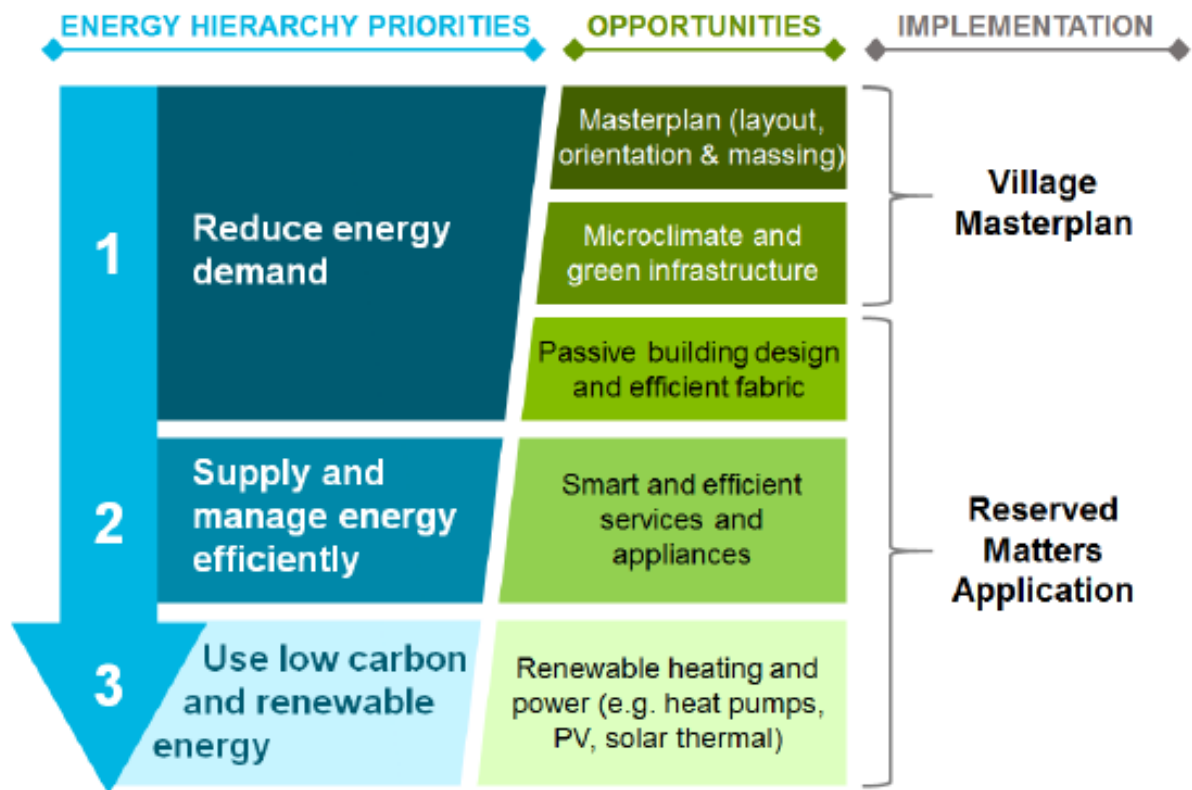 ENERGY HIERARCHY PRIORITIES
OPPORTUNITIES
IMPLEMENTATION
1
Reduce energy
demand
Masterplan (layout,
orientation & massing)
Microclimate and
green infrastructure
Passive building design
and efficient fabric
Village
Masterplan
2
Supply and
manage energy
efficiently
Smart and efficient
services and
appliances
Reserved
Matters
Application
3
Use low carbon
and renewable
energy
Renewable heating and
power (e.g. heat pumps,
PV, solar thermal)